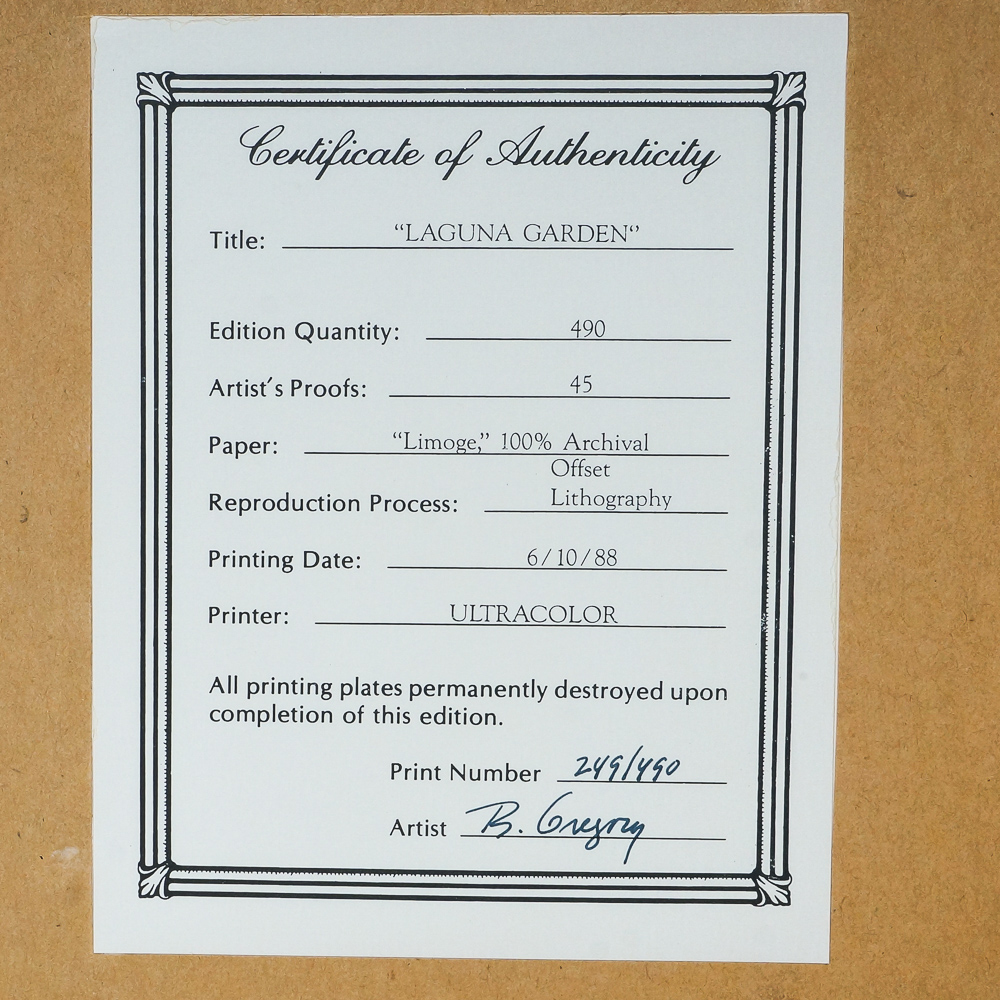 Certificate of Authenticity
Title: “LAGUNA GARDEN“
Edition Quantity: 490
Artist's Proofs: 45
Paper: “Limoge,” 100% Archival
Offset
Reproduction Process: Lithography
Printing Date: 6/10/88
Printer: ULTRACOLOR
All printing plates permanently destroyed upon
completion of this edition.
Print Number 249/490
Artist B. Gregory